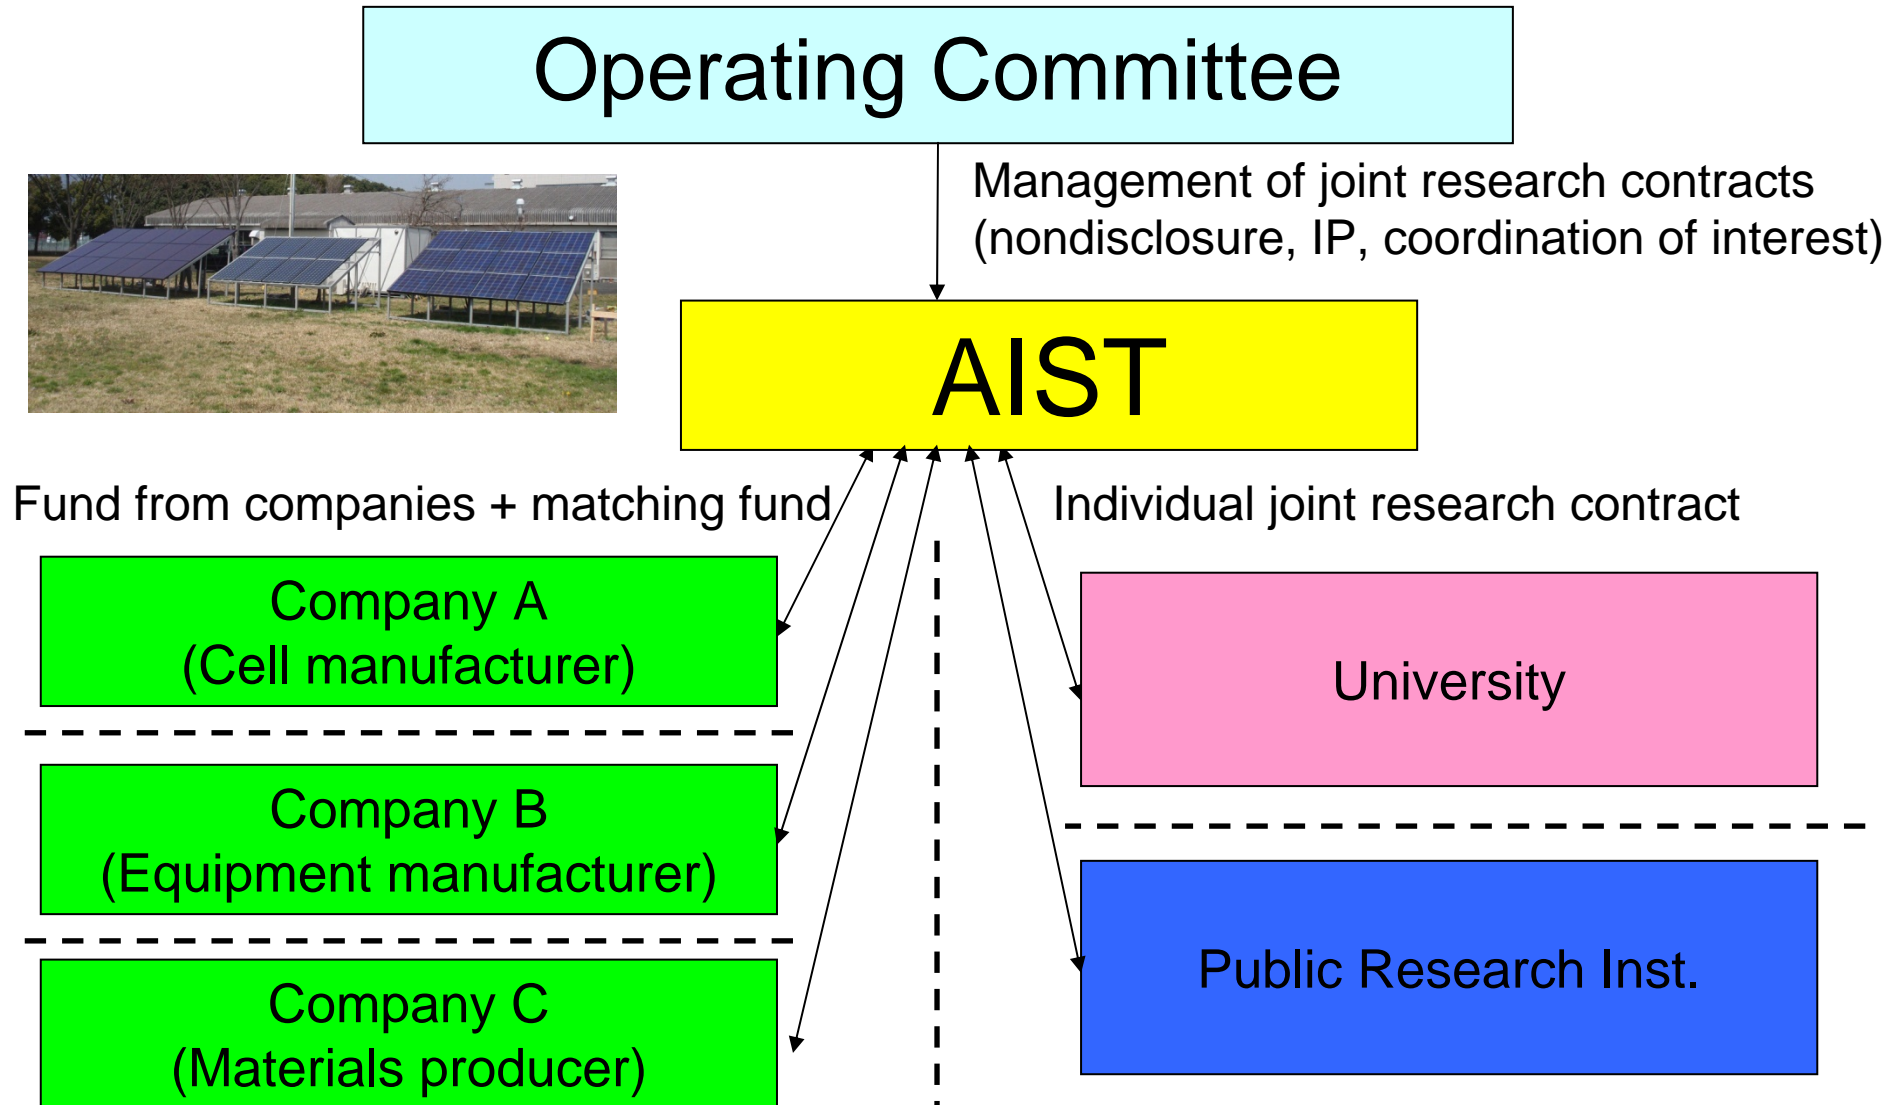 Operating Committee
Management of joint research contracts
(nondisclosure, IP, coordination of interest)
AIST
Fund from companies + matching fund
Individual joint research contract
Company A
(Cell manufacturer)
University
Company B
(Equipment manufacturer)
Public Research Inst.
Company C
(Materials producer)